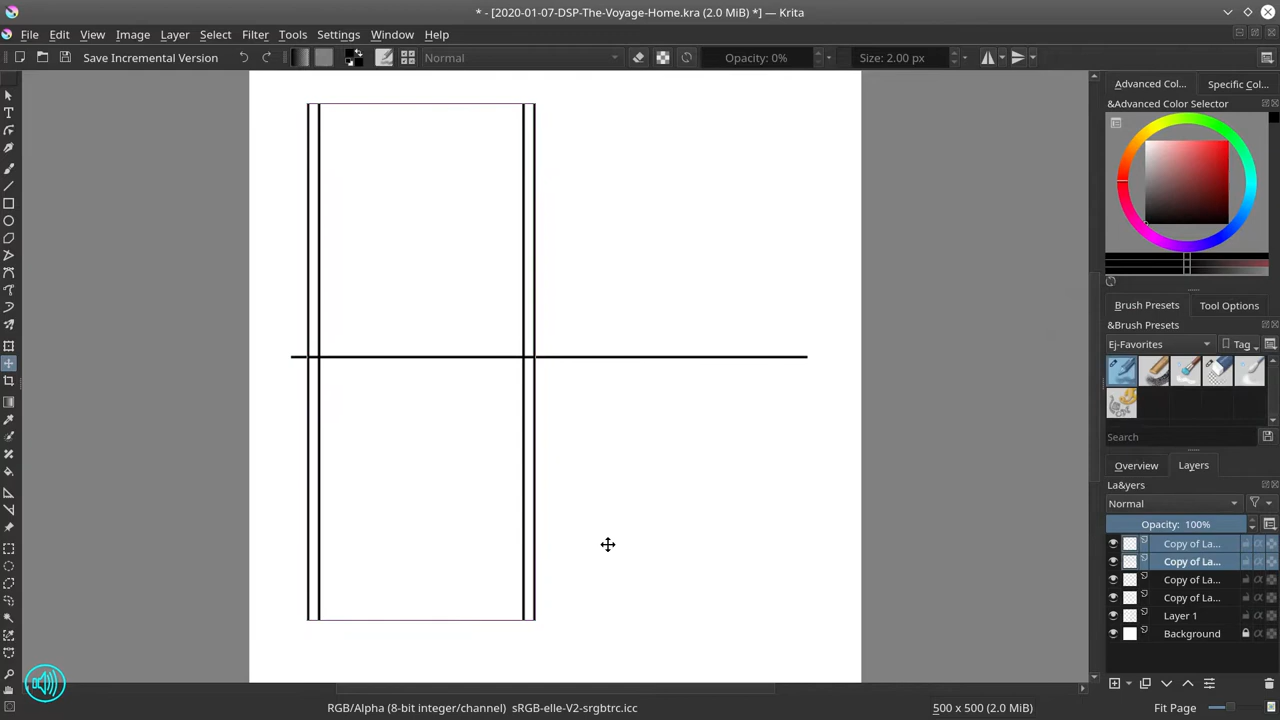 * - [2020-01-07-DSP-The-Voyage-Home.kra (2.0 MiB) *] — Krita
File Edit View Image Layer Select Filter Tools Settings Window Help
Save Incremental Version Normal Opacity: 0% Size: 2.00 px
Advanced Col... Specific Col...
&Advanced Color Selector
Brush Presets Tool Options
&Brush Presets
Ej-Favorites Tag
Search
Overview Layers
La&yers
Normal
Opacity: 100%
Copy of La...
Copy of La...
Copy of La...
Copy of La...
Layer 1
Background
RGB/Alpha (8-bit integer/channel) sRGB-elle-V2-srgbtrc.icc 500 x 500 (2.0 MiB) Fit Page